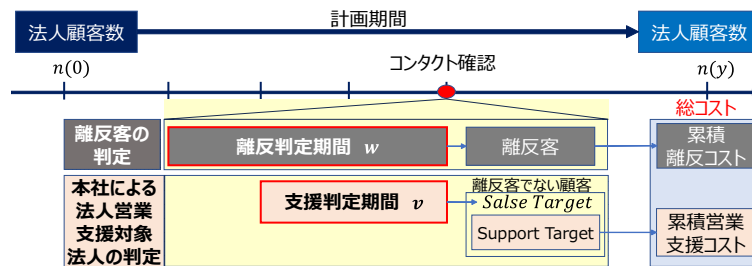 計画期間
法人顧客数
法人顧客数
n(0)
コンタクト確認
n(y)
総コスト
離反客の
判定
離反判定期間 w
離反客
累積
離反コスト
本社による
法人営業
支援対象
法人の判定
支援判定期間 v
離反客でない顧客
Salse Target
Support Target
累積営業
支援コスト